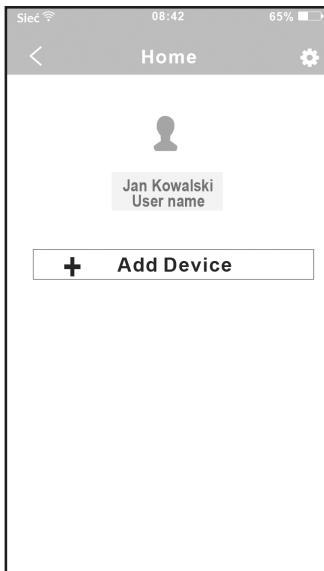 Sieć 08:42 65%
Home
Jan Kowalski
User name
+ Add Device